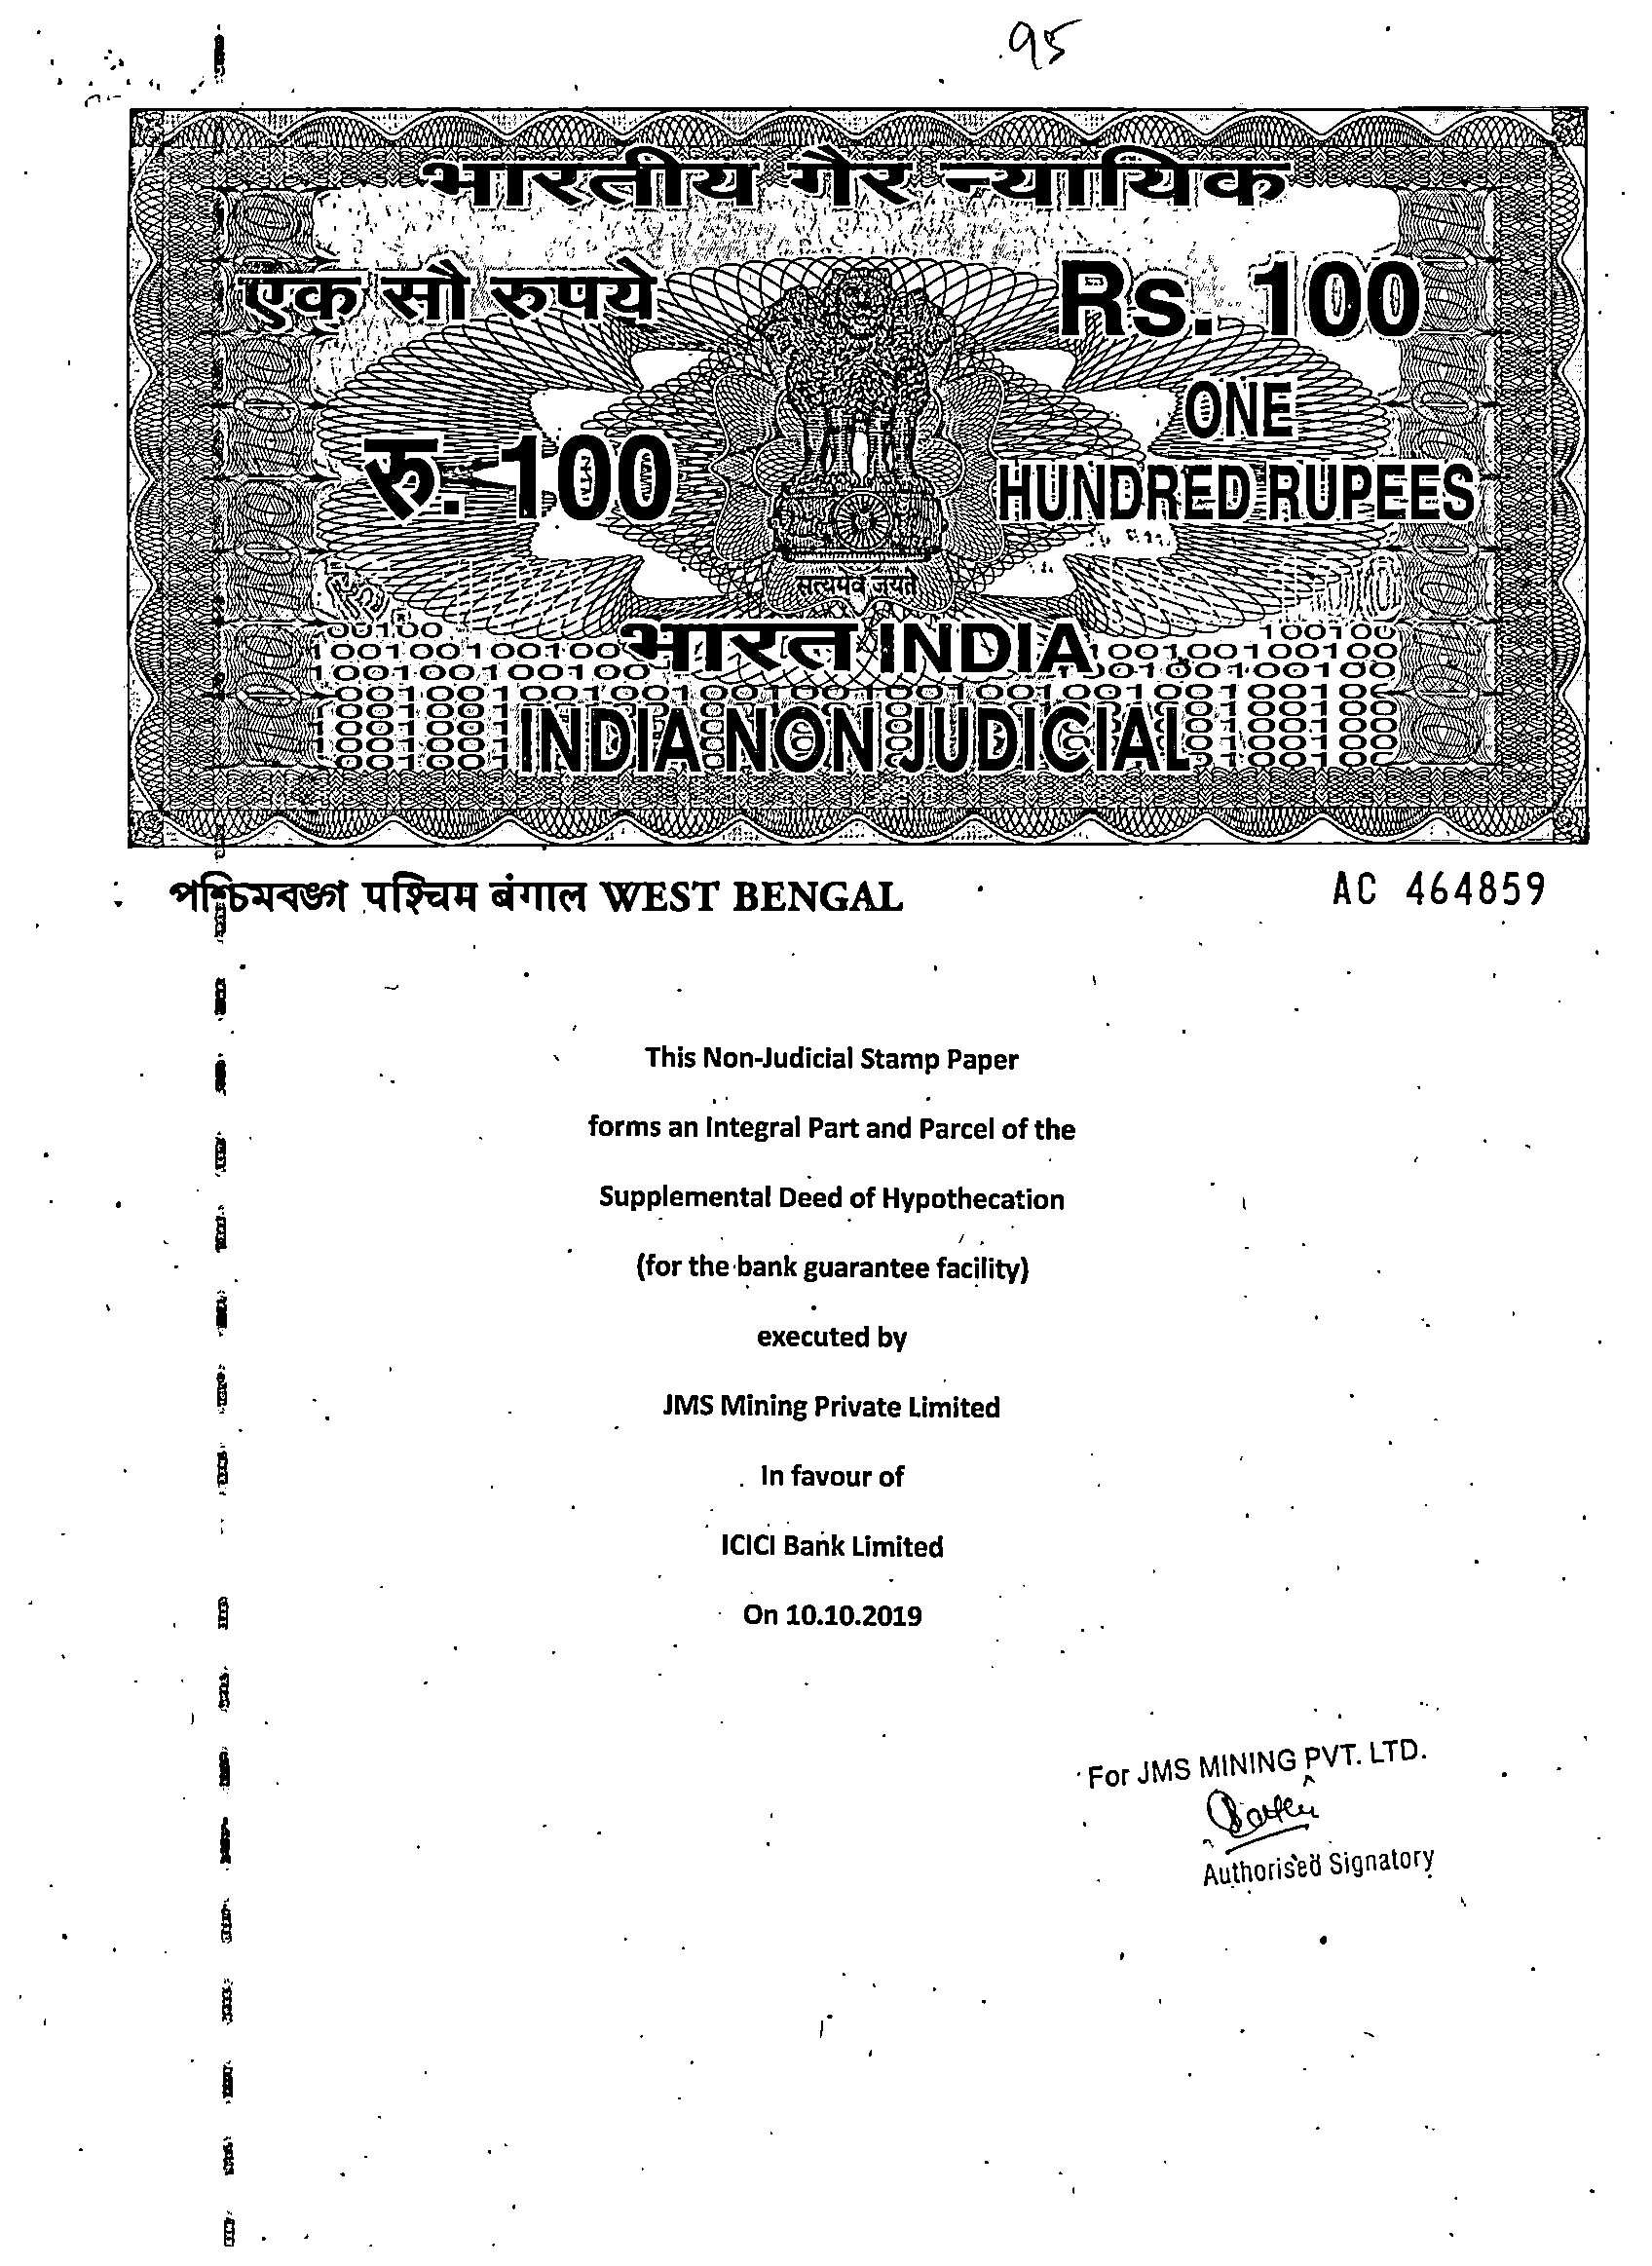 95
भारतीय गैर न्यायिक
एक सौ रुपये
Rs. 100
रु. 100
ONE
HUNDRED RUPEES
सत्यमेव जयते
भारत INDIA
INDIA NON JUDICIAL
পশ্চিমবঙ্গ पश्चिम बंगाल WEST BENGAL
AC 464859
This Non-Judicial Stamp Paper
forms an Integral Part and Parcel of the
Supplemental Deed of Hypothecation
(for the bank guarantee facility)
executed by
JMS Mining Private Limited
In favour of
ICICI Bank Limited
On 10.10.2019
For JMS MINING PVT. LTD.
Authorised Signatory